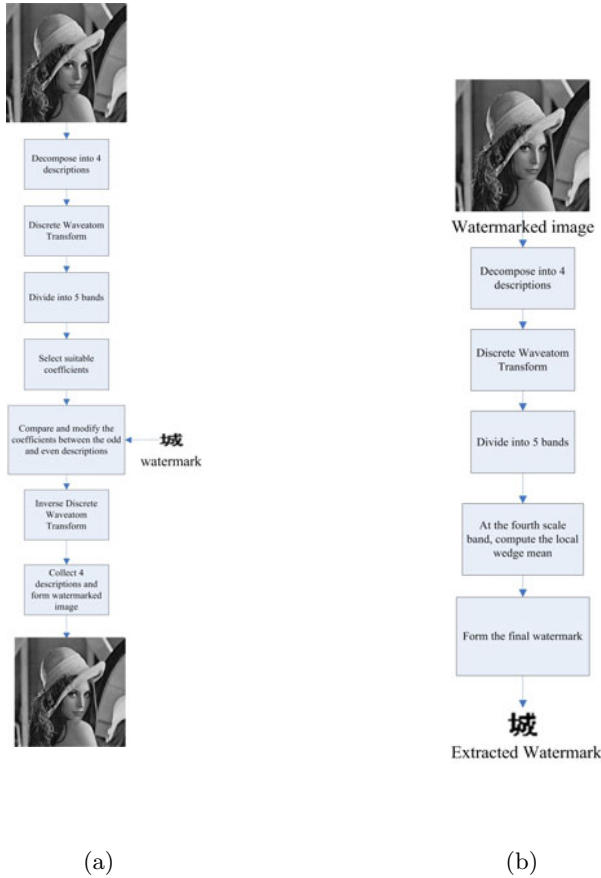 Decompose into 4
descriptions
Discrete Waveatom
Transform
Divide into 5 bands
Select suitable
coefficients
Compare and modify the
coefficients between the odd
and even descriptions
城
watermark
Inverse Discrete
Waveatom
Transform
Collect 4
descriptions and
form watermarked
image
(a)
Watermarked image
Decompose into 4
descriptions
Discrete Waveatom
Transform
Divide into 5 bands
At the fourth scale
band, compute the local
wedge mean
Form the final watermark
城
Extracted Watermark
(b)